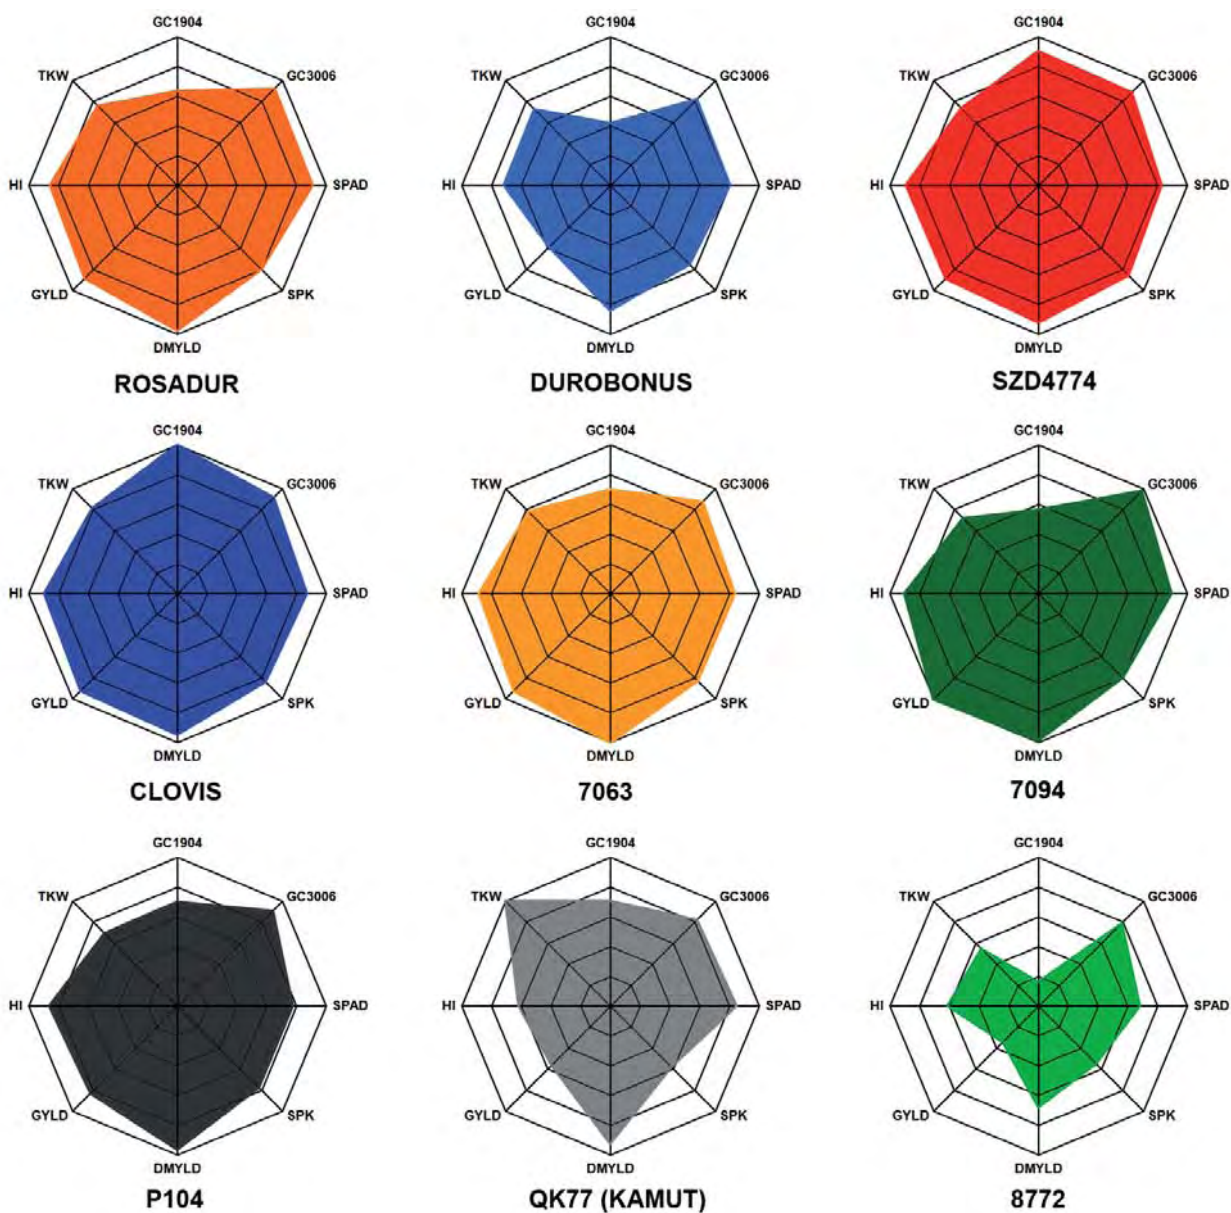 GC1904 GC1904 GC1904
TKW GC3006 TKW GC3006 TKW GC3006
HI SPAD HI SPAD HI SPAD
GYLD SPK GYLD SPK GYLD SPK
DMYLD DMYLD DMYLD
ROSADUR DUROBONUS SZD4774
GC1904 GC1904 GC1904
TKW GC3006 TKW GC3006 TKW GC3006
HI SPAD HI SPAD HI SPAD
GYLD SPK GYLD SPK GYLD SPK
DMYLD DMYLD DMYLD
CLOVIS 7063 7094
GC1904 GC1904 GC1904
TKW GC3006 TKW GC3006 TKW GC3006
HI SPAD HI SPAD HI SPAD
GYLD SPK GYLD SPK GYLD SPK
DMYLD DMYLD DMYLD
P104 QK77 (KAMUT) 8772